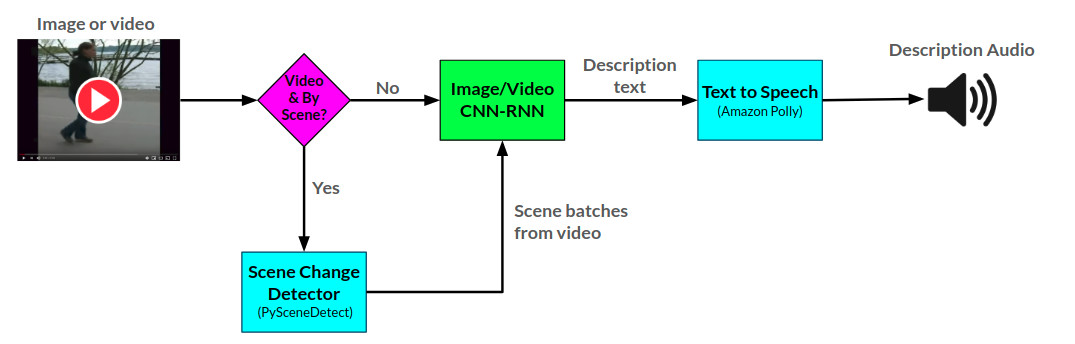 Image or video
Video
& By
Scene?
No
Yes
Image/Video
CNN-RNN
Description
text
Text to Speech
(Amazon Polly)
Description Audio
Scene Change
Detector
(PySceneDetect)
Scene batches
from video